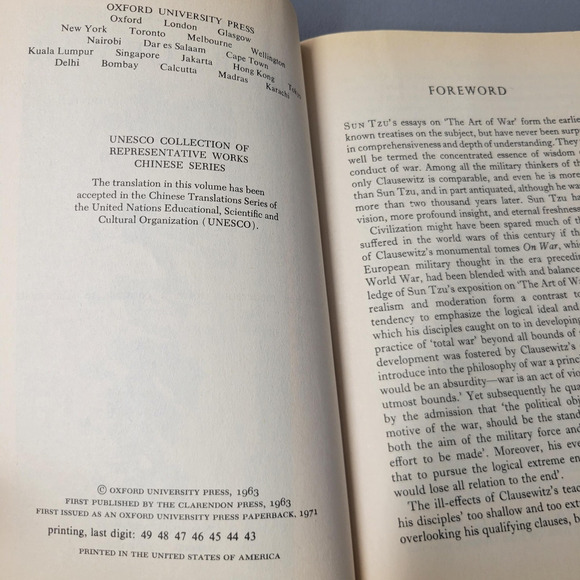 OXFORD UNIVERSITY PRESS
Oxford London Glasgow
New York Toronto Melbourne Wellington
Nairobi Dar es Salaam Cape Town
Kuala Lumpur Singapore Jakarta Hong Kong Tokyo
Delhi Bombay Calcutta Madras Karachi
UNESCO COLLECTION OF
REPRESENTATIVE WORKS
CHINESE SERIES
The translation in this volume has been
accepted in the Chinese Translations Series of
the United Nations Educational, Scientific and
Cultural Organization (UNESCO).
© OXFORD UNIVERSITY PRESS, 1963
FIRST PUBLISHED BY THE CLARENDON PRESS, 1963
FIRST ISSUED AS AN OXFORD UNIVERSITY PRESS PAPERBACK, 1971
printing, last digit: 49 48 47 46 45 44 43
PRINTED IN THE UNITED STATES OF AMERICA
FOREWORD
SUN TZU'S essays on 'The Art of War' form the earlie
known treatises on the subject, but have never been surp
in comprehensiveness and depth of understanding. They
well be termed the concentrated essence of wisdom
conduct of war. Among all the military thinkers of th
only Clausewitz is comparable, and even he is more
than Sun Tzu, and in part antiquated, although he wa
more than two thousand years later. Sun Tzu ha
vision, more profound insight, and eternal freshness
Civilization might have been spared much of th
suffered in the world wars of this century if th
of Clausewitz's monumental tomes On War, whic
European military thought in the era precedin
World War, had been blended with and balance
ledge of Sun Tzu's exposition on 'The Art of W
realism and moderation form a contrast t
tendency to emphasize the logical ideal and
which his disciples caught on to in developing
practice of 'total war' beyond all bounds of
development was fostered by Clausewitz's
introduce into the philosophy of war a princ
would be an absurdity—war is an act of vio
utmost bounds.' Yet subsequently he qua
by the admission that 'the political obj
motive of the war, should be the stand
both the aim of the military force and
effort to be made'. Moreover, his eve
that to pursue the logical extreme en
would lose all relation to the end'.
The ill-effects of Clausewitz's teac
his disciples' too shallow and too extr
overlooking his qualifying clauses, b